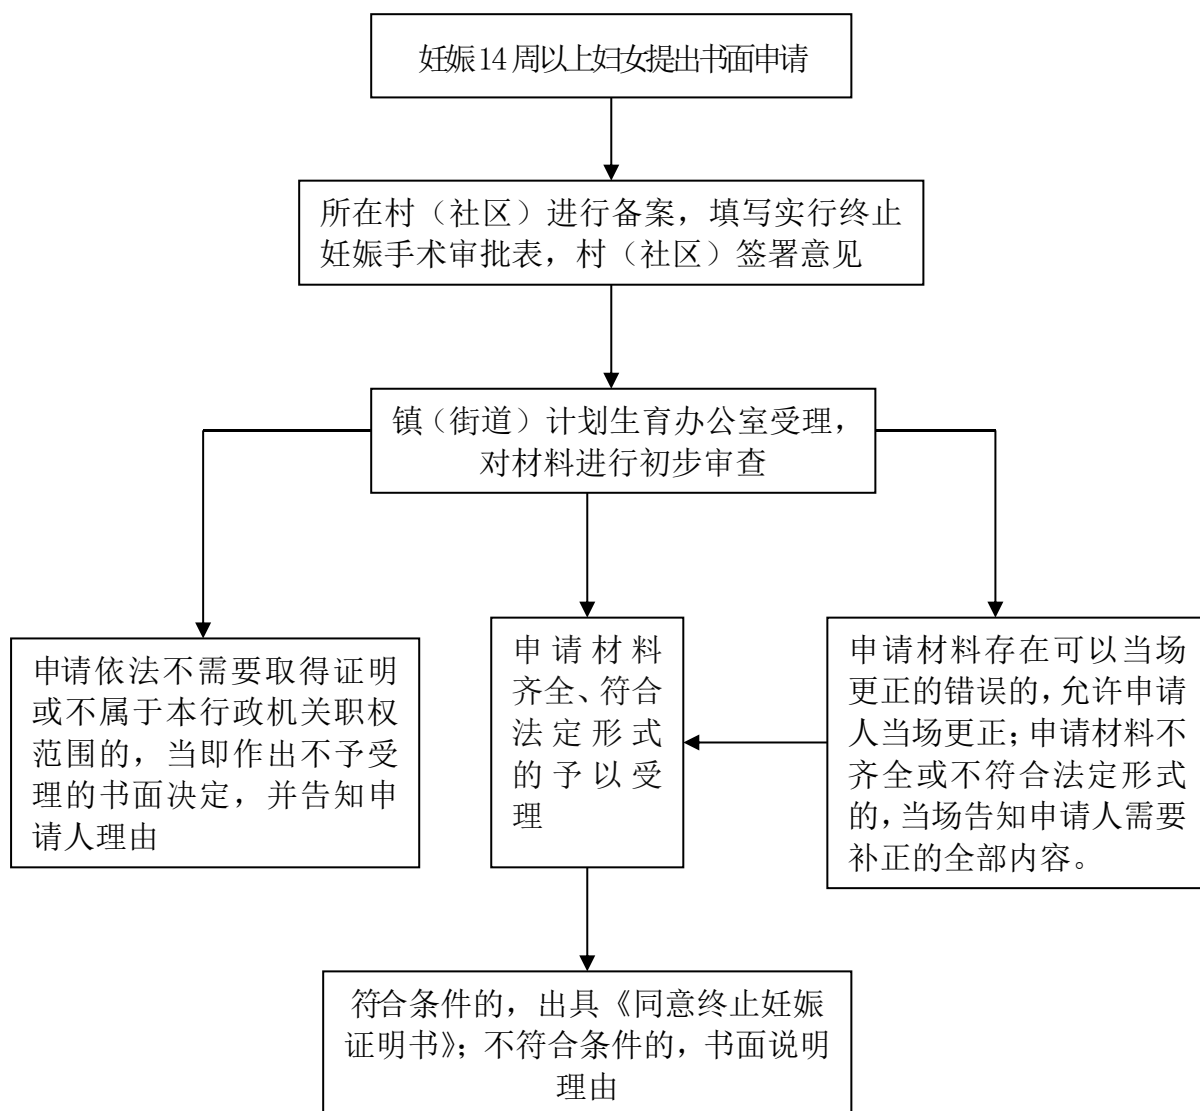 妊娠14周以上妇女提出书面申请
所在村（社区）进行备案，填写实行终止
妊娠手术审批表，村（社区）签署意见
镇（街道）计划生育办公室受理，
对材料进行初步审查
申请依法不需要取得证明
或不属于本行政机关职权
范围的，当即作出不予受
理的书面决定，并告知申
请人理由
申请材料
齐全、符合
法定形式
的予以受
理
申请材料存在可以当场
更正的错误的，允许申请
人当场更正；申请材料不
齐全或不符合法定形式
的，当场告知申请人需要
补正的全部内容。
符合条件的，出具《同意终止妊娠
证明书》；不符合条件的，书面说明
理由